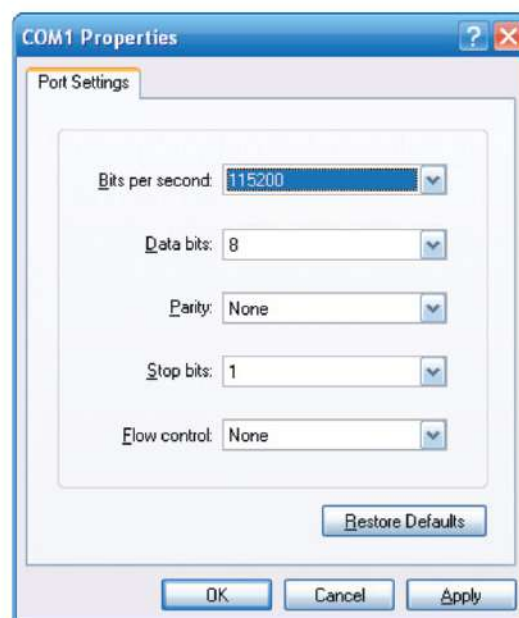 COM1 Properties
Port Settings
Bits per second: 115200
Data bits: 8
Parity: None
Stop bits: 1
Flow control: None
Restore Defaults
OK Cancel Apply